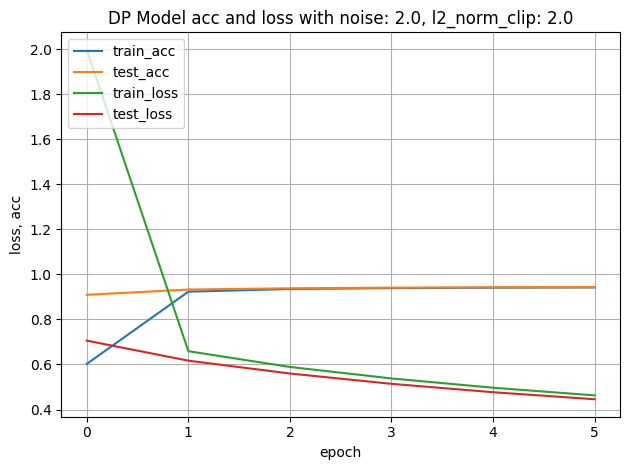 DP Model acc and loss with noise: 2.0, l2_norm_clip: 2.0
train_acc
test_acc
train_loss
test_loss
loss, acc
2.0
1.8
1.6
1.4
1.2
1.0
0.8
0.6
0.4
0 1 2 3 4 5
epoch